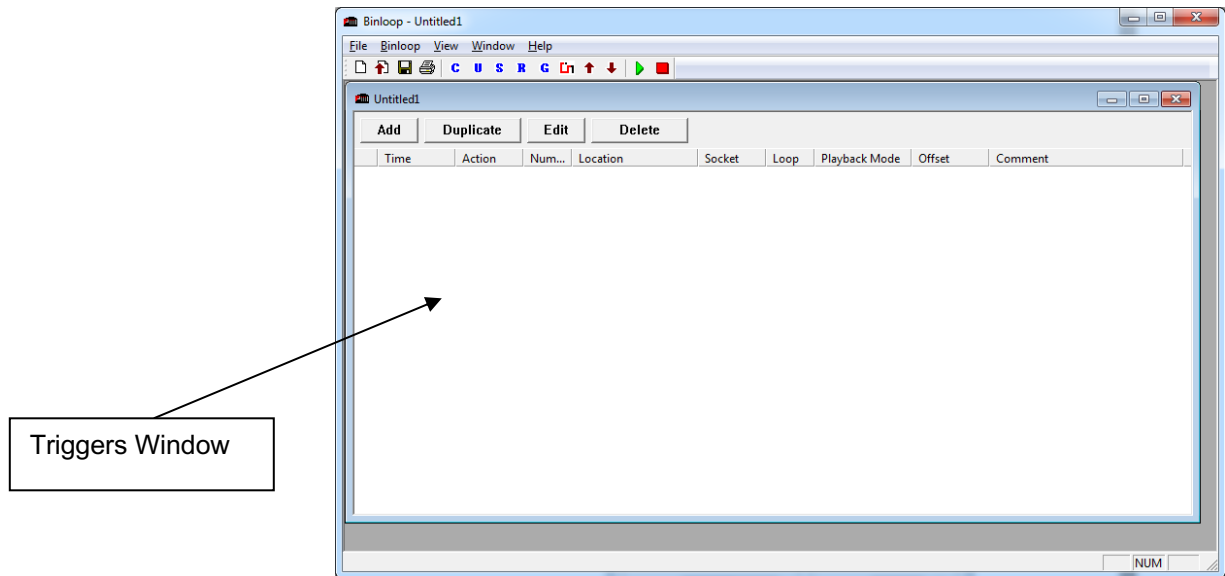 Binloop - Untitled1
File Binloop View Window Help
C U S R G
Untitled1
Add Duplicate Edit Delete
Time Action Num... Location Socket Loop Playback Mode Offset Comment
Triggers Window
NUM